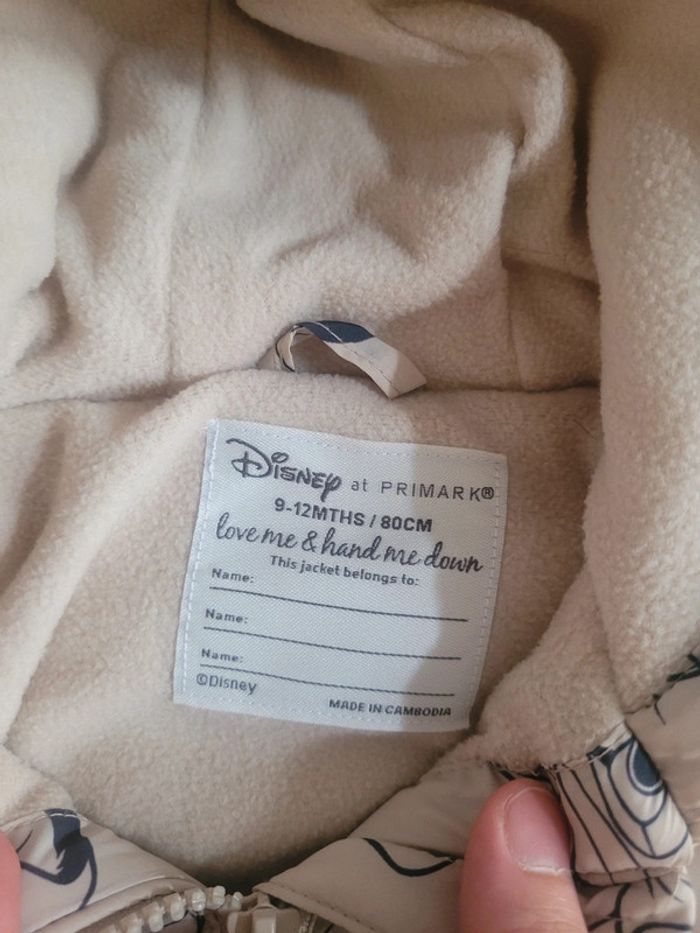 Disney at PRIMARK®
9-12MTHS / 80CM
love me & hand me down
This jacket belongs to:
Name:
Name:
Name:
©Disney
MADE IN CAMBODIA